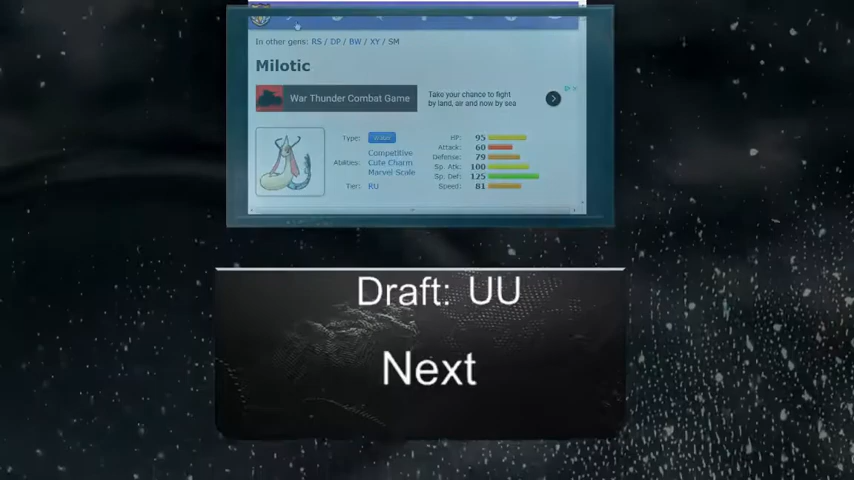 In other gens: RS / DP / BW / XY / SM
Milotic
War Thunder Combat Game
Take your chance to fight
by land, air and now by sea
Type: Water
HP: 95
Attack: 60
Defense: 79
Sp. Atk: 100
Sp. Def: 125
Speed: 81
Abilities: Competitive
Cute Charm
Marvel Scale
Tier: RU
Draft: UU
Next